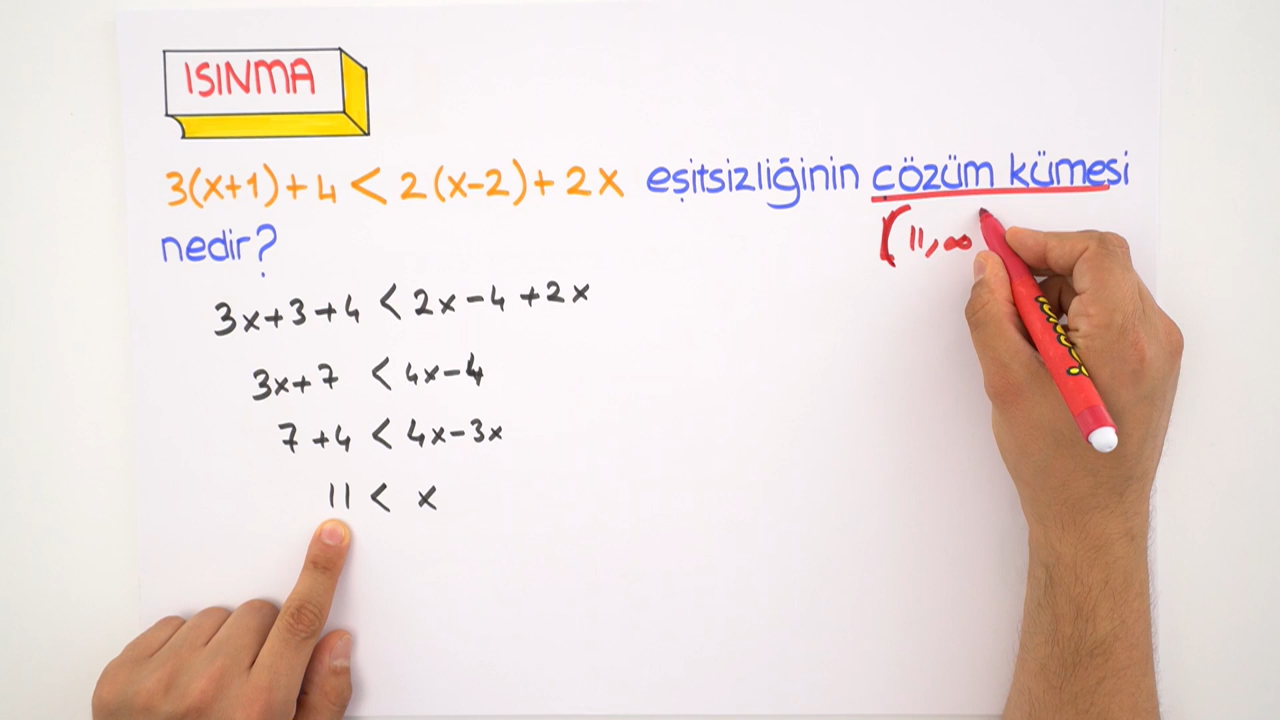 ISINMA
3(x+1)+4 < 2(x-2)+2x eşitsizliğinin çözüm kümesi
nedir?
(11,∞
3x+3+4 < 2x-4+2x
3x+7 < 4x-4
7+4 < 4x-3x
11 < x